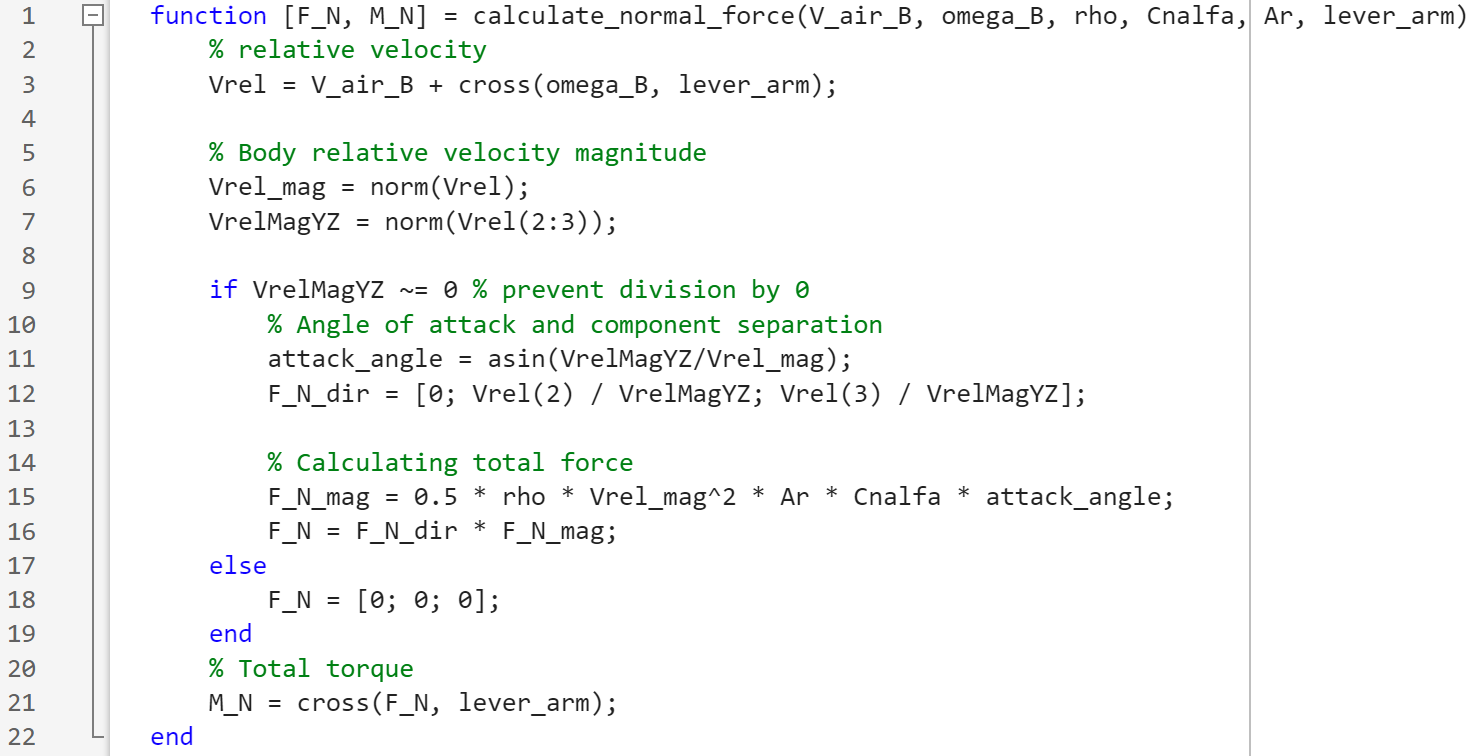 1 function [F_N, M_N] = calculate_normal_force(V_air_B, omega_B, rho, Cnalfa, Ar, lever_arm)
2 % relative velocity
3 Vrel = V_air_B + cross(omega_B, lever_arm);
4
5 % Body relative velocity magnitude
6 Vrel_mag = norm(Vrel);
7 VrelMagYZ = norm(Vrel(2:3));
8
9 if VrelMagYZ ~= 0 % prevent division by 0
10 % Angle of attack and component separation
11 attack_angle = asin(VrelMagYZ/Vrel_mag);
12 F_N_dir = [0; Vrel(2) / VrelMagYZ; Vrel(3) / VrelMagYZ];
13
14 % Calculating total force
15 F_N_mag = 0.5 * rho * Vrel_mag^2 * Ar * Cnalfa * attack_angle;
16 F_N = F_N_dir * F_N_mag;
17 else
18 F_N = [0; 0; 0];
19 end
20 % Total torque
21 M_N = cross(F_N, lever_arm);
22 end